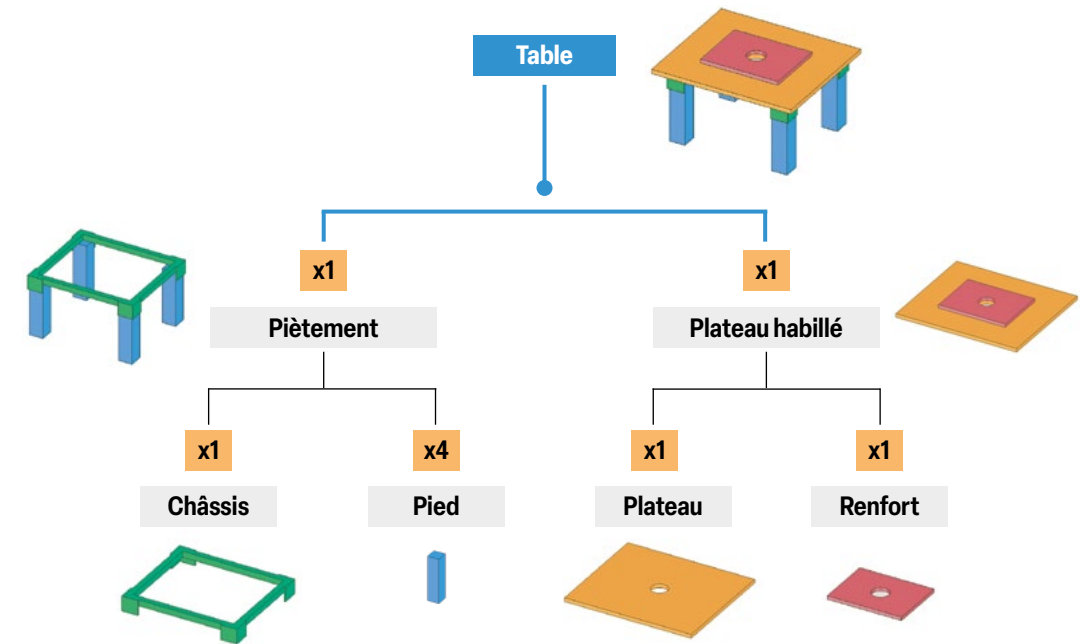 Table
x1
x1
Piètement
Plateau habillé
x1
x4
x1
x1
Châssis
Pied
Plateau
Renfort